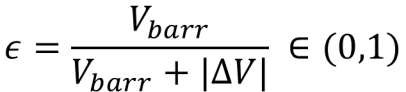 ϵ = V_barr / (V_barr + |ΔV|) ∈ (0,1)